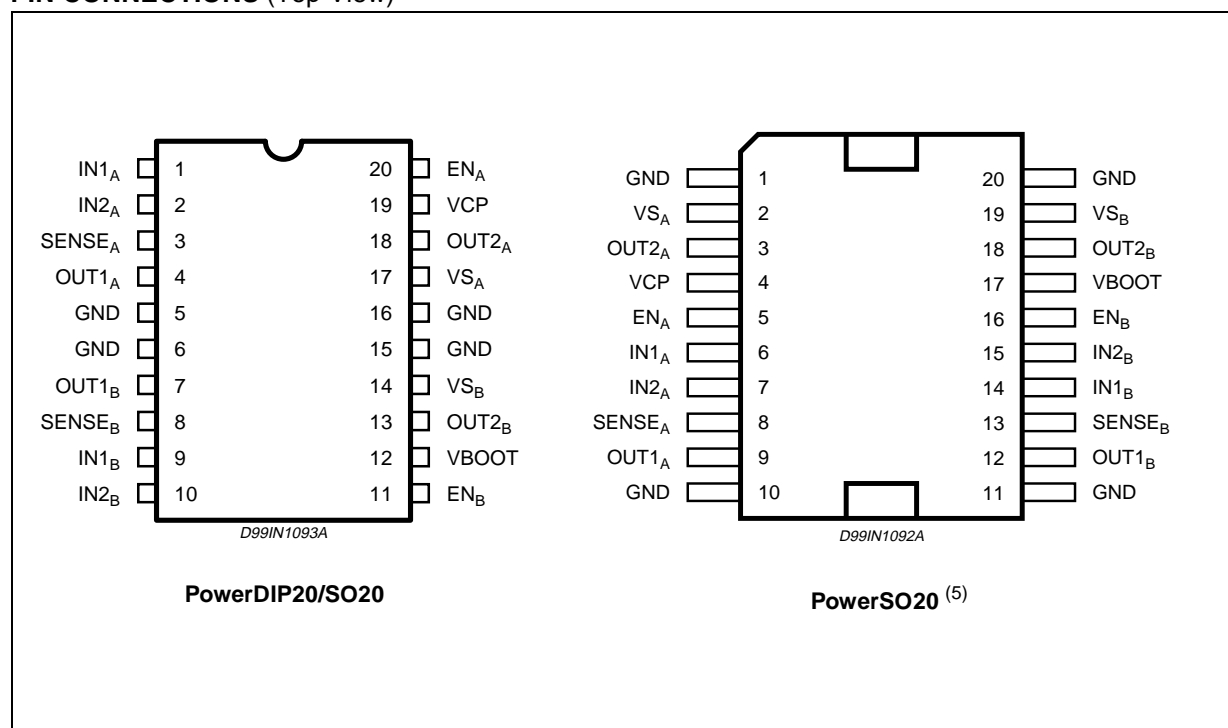 PIN CONNECTIONS (Top View)
IN1A 1 20 ENA
IN2A 2 19 VCP
SENSEA 3 18 OUT2A
OUT1A 4 17 VSA
GND 5 16 GND
GND 6 15 GND
OUT1B 7 14 VSB
SENSEB 8 13 OUT2B
IN1B 9 12 VBOOT
IN2B 10 11 ENB
D99IN1093A
PowerDIP20/SO20
GND 1 20 GND
VSA 2 19 VSB
OUT2A 3 18 OUT2B
VCP 4 17 VBOOT
ENA 5 16 ENB
IN1A 6 15 IN2B
IN2A 7 14 IN1B
SENSEA 8 13 SENSEB
OUT1A 9 12 OUT1B
GND 10 11 GND
D99IN1092A
PowerSO20 (5)